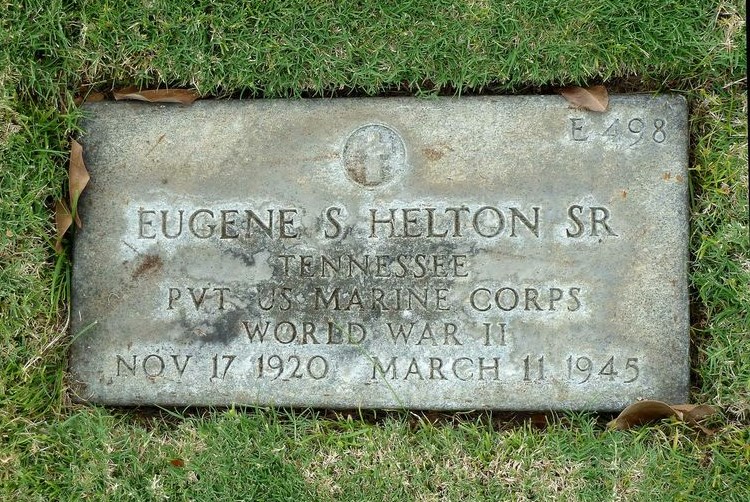 E 498
EUGENE S HELTON SR
TENNESSEE
PVT US MARINE CORPS
WORLD WAR II
NOV 17 1920 MARCH 11 1945